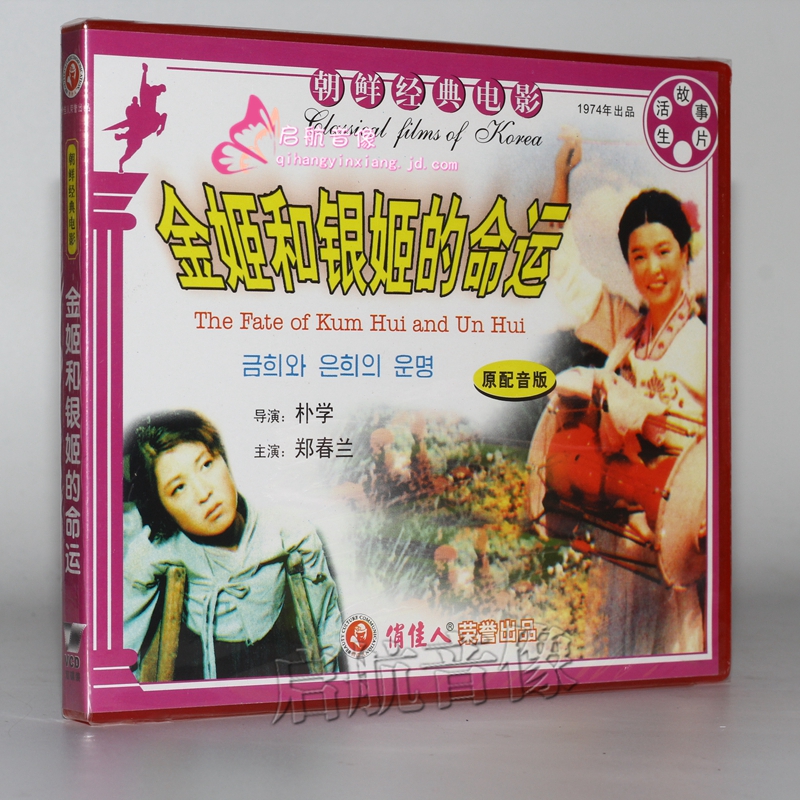 朝鲜经典电影
Classical films of Korea
启航音像
qihangyinxiang.jd.com
1974年出品
故事片
生活
金姬和银姬的命运
The Fate of Kum Hui and Un Hui
금희와 은희의 운명
原配音版
导演：朴学
主演：郑春兰
俏佳人®荣誉出品
启航音像
朝鲜经典电影
金姬和银姬的命运
VCD